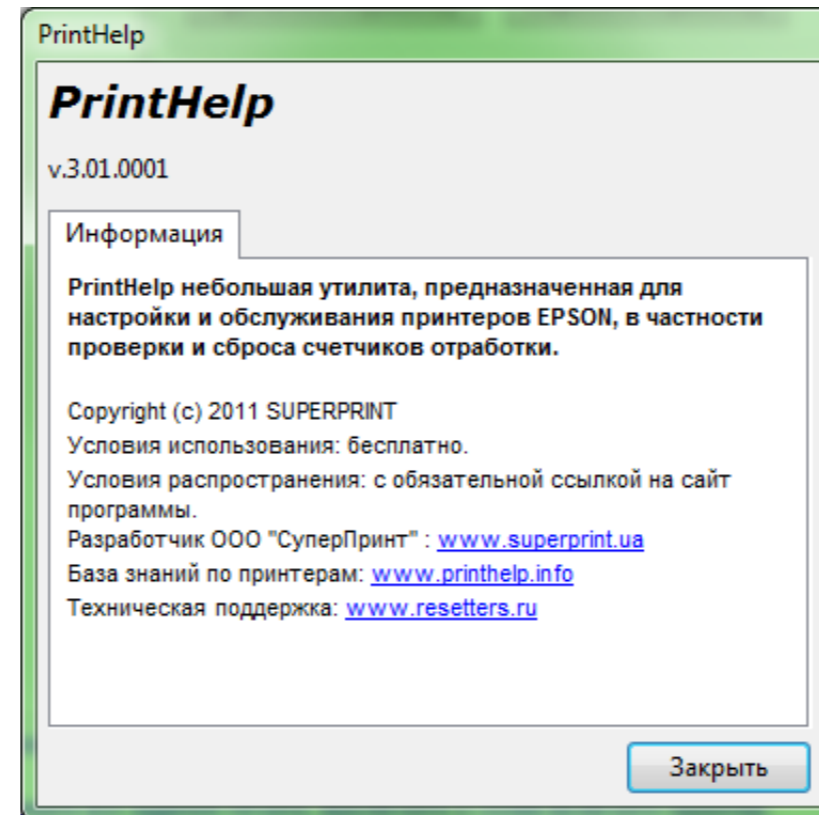 PrintHelp
PrintHelp
v.3.01.0001
Информация
PrintHelp небольшая утилита, предназначенная для
настройки и обслуживания принтеров EPSON, в частности
проверки и сброса счетчиков отработки.
Copyright (c) 2011 SUPERPRINT
Условия использования: бесплатно.
Условия распространения: с обязательной ссылкой на сайт
программы.
Разработчик ООО "СуперПринт" : www.superprint.ua
База знаний по принтерам: www.printhelp.info
Техническая поддержка: www.resetters.ru
Закрыть